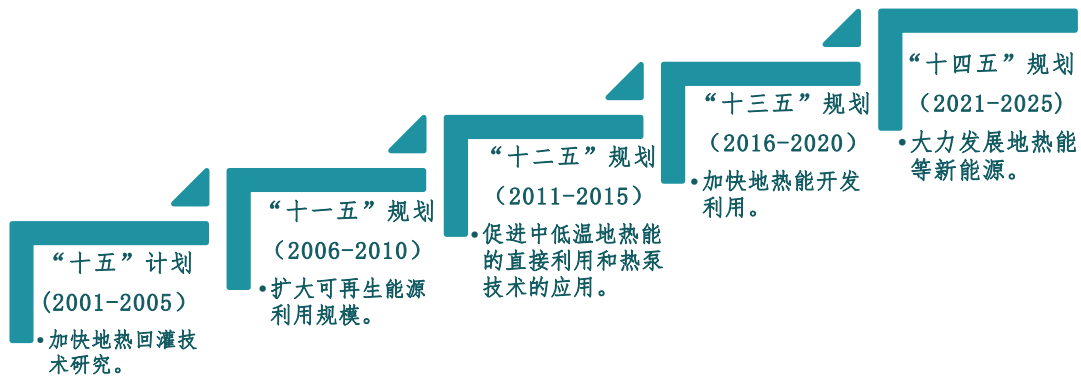 “十五”计划
(2001-2005）
•加快地热回灌技
术研究。
“十一五”规划
（2006-2010）
•扩大可再生能源
利用规模。
“十二五”规划
（2011-2015）
•促进中低温地热能
的直接利用和热泵
技术的应用。
“十三五”规划
（2016-2020）
•加快地热能开发
利用。
“十四五”规划
（2021-2025)
•大力发展地热能
等新能源。